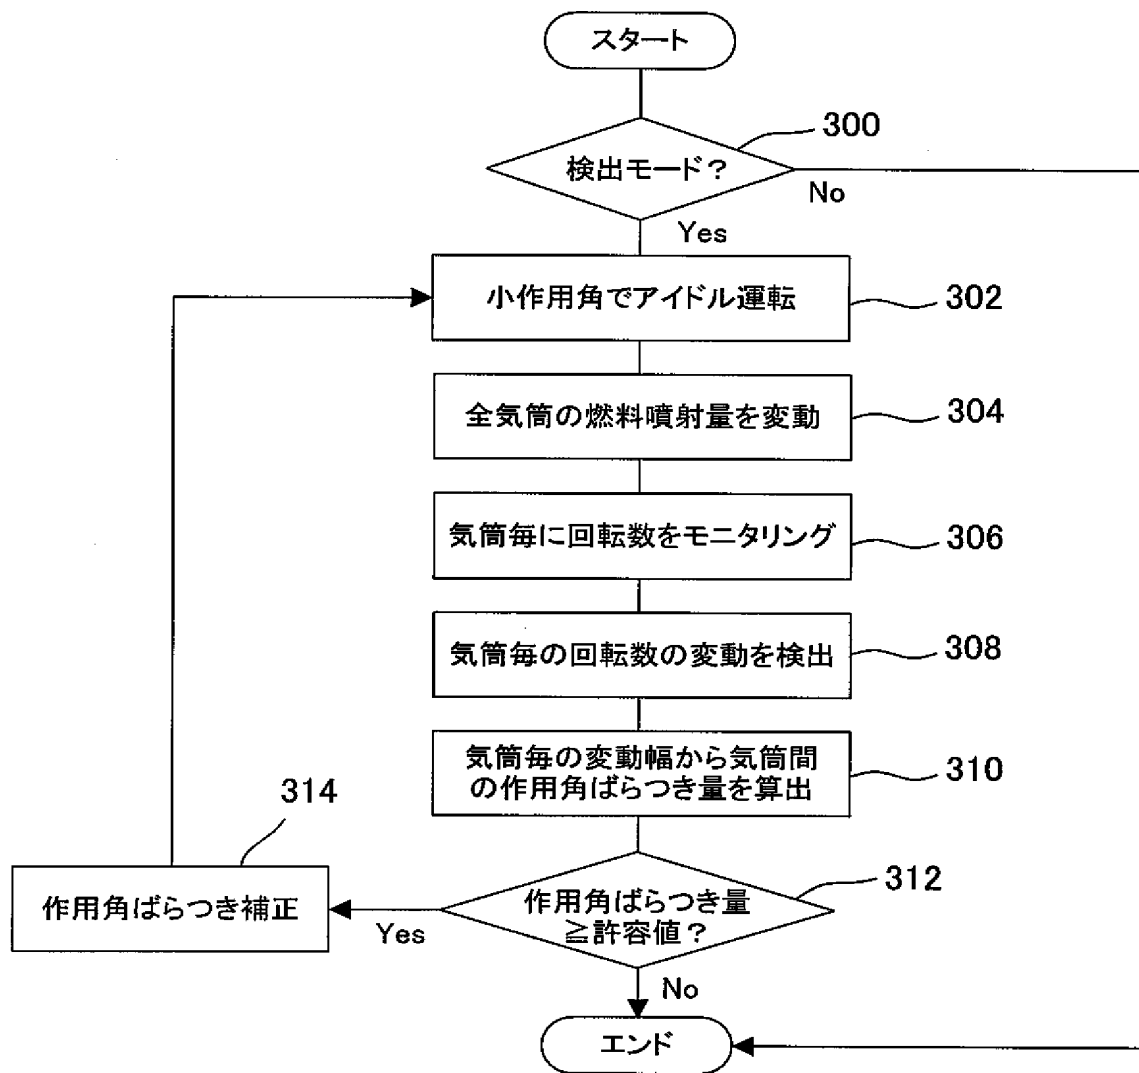 スタート
300
検出モード？
No
Yes
小作用角でアイドル運転
302
全気筒の燃料噴射量を変動
304
気筒毎に回転数をモニタリング
306
気筒毎の回転数の変動を検出
308
気筒毎の変動幅から気筒間
の作用角ばらつき量を算出
310
314
作用角ばらつき補正
312
作用角ばらつき量
≧許容値？
Yes
No
エンド